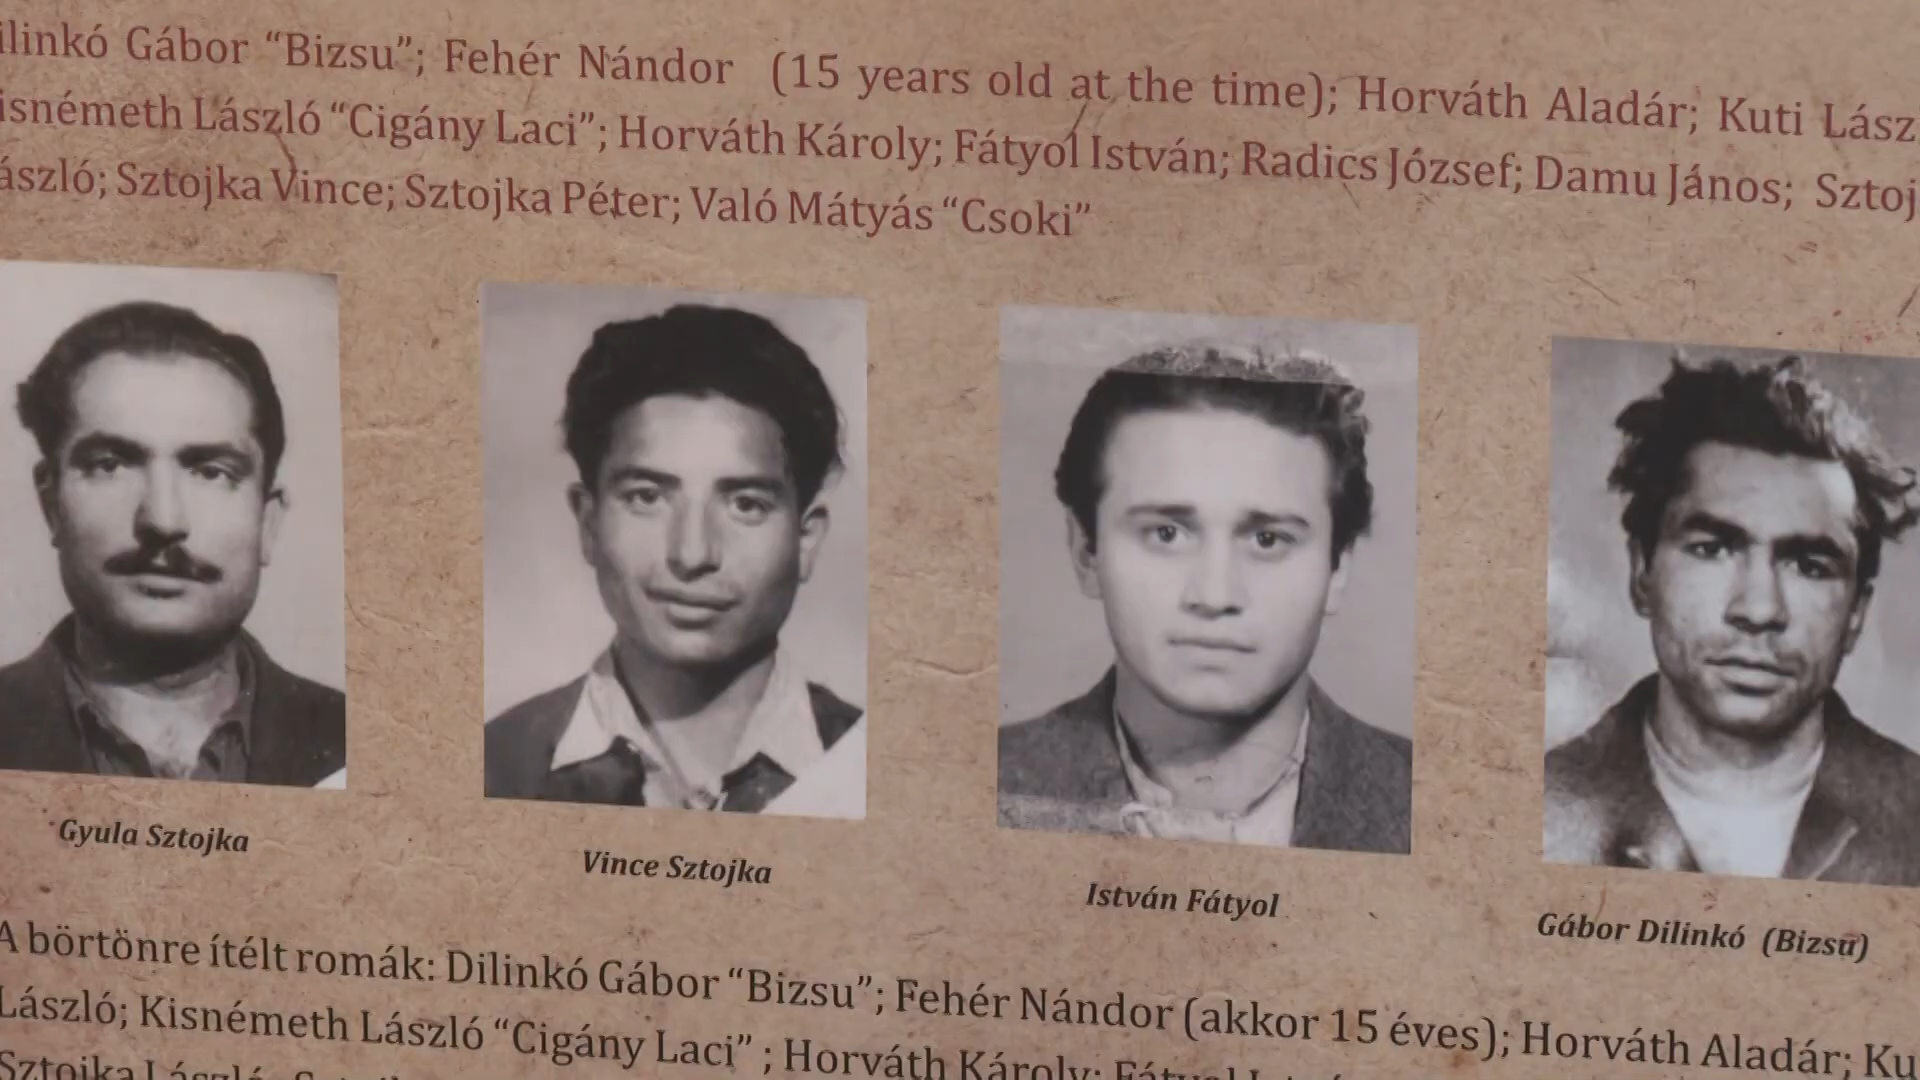 ilinkó Gábor “Bizsu”; Fehér Nándor (15 years old at the time); Horváth Aladár; Kuti Lász
isnémeth László “Cigány Laci”; Horváth Károly; Fátyol István; Radics József; Damu János; Sztoj
ászló; Sztojka Vince; Sztojka Péter; Való Mátyás “Csoki”
Gyula Sztojka
Vince Sztojka
István Fátyol
Gábor Dilinkó (Bizsu)
A börtönre ítélt romák: Dilinkó Gábor “Bizsu”; Fehér Nándor (akkor 15 éves); Horváth Aladár; Ku
László; Kisnémeth László “Cigány Laci” ; Horváth Károly; Fátyol
Sztojka László